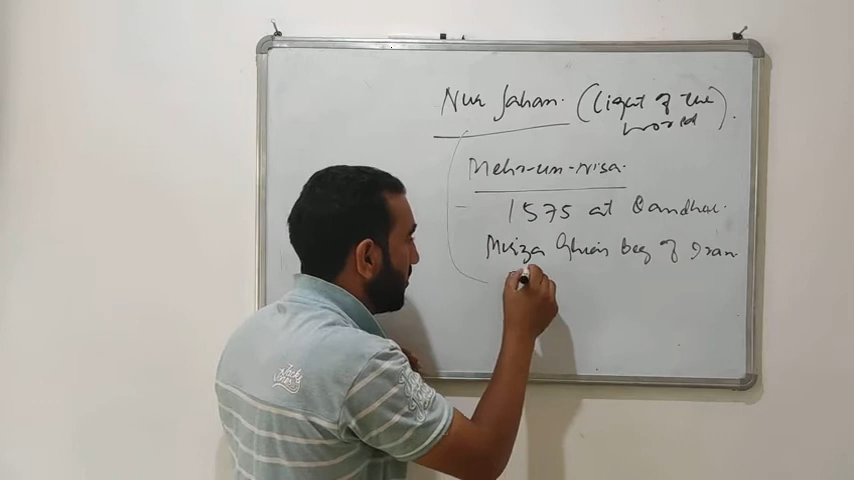 Nur Jahan. (Light of the
World).
Mehr-un-nisa.
1575 at Qandhar.
Mirza Ghias beg of Iran